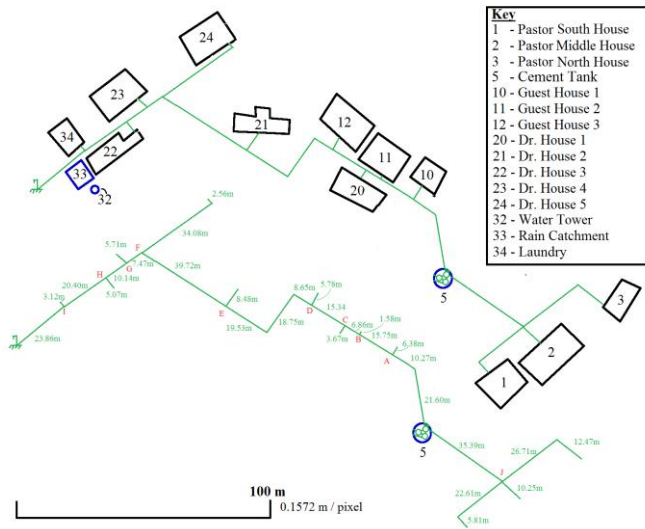 24
23
34
22
33
32
21
12
11
20
10
5
3
2
1
Key
1 - Pastor South House
2 - Pastor Middle House
3 - Pastor North House
5 - Cement Tank
10 - Guest House 1
11 - Guest House 2
12 - Guest House 3
20 - Dr. House 1
21 - Dr. House 2
22 - Dr. House 3
23 - Dr. House 4
24 - Dr. House 5
32 - Water Tower
33 - Rain Catchment
34 - Laundry
2.56m
34.08m
F
5.71m
7.47m
G
H
10.14m
20.40m
5.07m
3.12m
I
23.86m
39.72m
8.48m
E
19.53m
18.75m
8.65m
5.78m
D
15.34
C
6.86m
1.58m
3.67m
B
15.75m
6.38m
A
10.27m
21.60m
5
35.39m
J
26.71m
12.47m
10.25m
22.61m
5.81m
100 m
0.1572 m / pixel